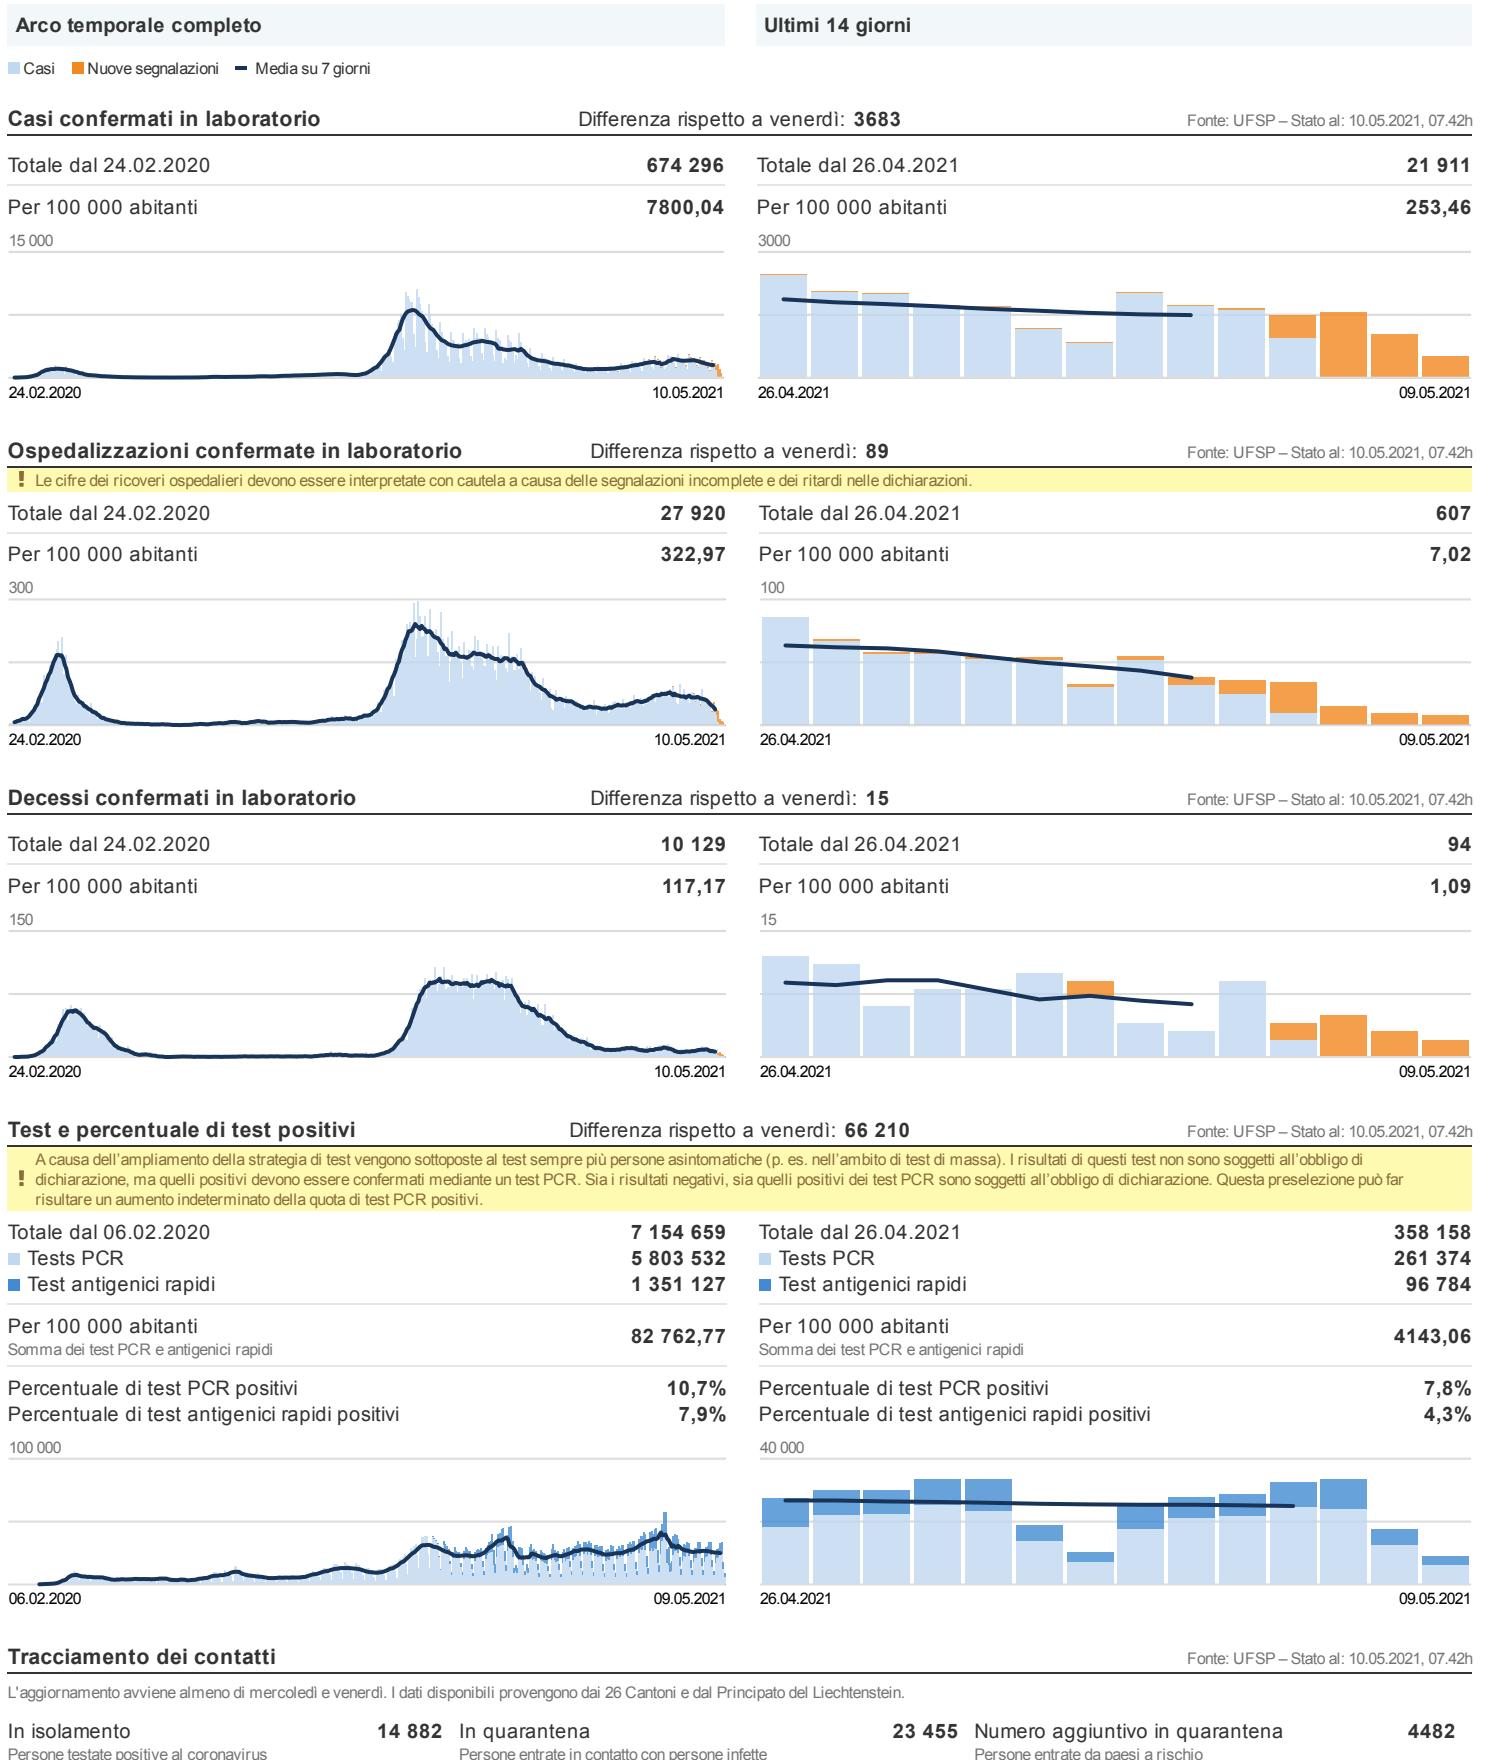 Arco temporale completo
Ultimi 14 giorni
Casi Nuove segnalazioni Media su 7 giorni
Casi confermati in laboratorio
Differenza rispetto a venerdì: 3683
Fonte: UFSP – Stato al: 10.05.2021, 07.42h
Totale dal 24.02.2020 674 296
Per 100 000 abitanti 7800,04
15 000
24.02.2020 10.05.2021
Totale dal 26.04.2021 21 911
Per 100 000 abitanti 253,46
3000
26.04.2021 09.05.2021
Ospedalizzazioni confermate in laboratorio
Differenza rispetto a venerdì: 89
Fonte: UFSP – Stato al: 10.05.2021, 07.42h
! Le cifre dei ricoveri ospedalieri devono essere interpretate con cautela a causa delle segnalazioni incomplete e dei ritardi nelle dichiarazioni.
Totale dal 24.02.2020 27 920
Per 100 000 abitanti 322,97
300
24.02.2020 10.05.2021
Totale dal 26.04.2021 607
Per 100 000 abitanti 7,02
100
26.04.2021 09.05.2021
Decessi confermati in laboratorio
Differenza rispetto a venerdì: 15
Fonte: UFSP – Stato al: 10.05.2021, 07.42h
Totale dal 24.02.2020 10 129
Per 100 000 abitanti 117,17
150
24.02.2020 10.05.2021
Totale dal 26.04.2021 94
Per 100 000 abitanti 1,09
15
26.04.2021 09.05.2021
Test e percentuale di test positivi
Differenza rispetto a venerdì: 66 210
Fonte: UFSP – Stato al: 10.05.2021, 07.42h
A causa dell'ampliamento della strategia di test vengono sottoposte al test sempre più persone asintomatiche (p. es. nell'ambito di test di massa). I risultati di questi test non sono soggetti all'obbligo di
! dichiarazione, ma quelli positivi devono essere confermati mediante un test PCR. Sia i risultati negativi, sia quelli positivi dei test PCR sono soggetti all'obbligo di dichiarazione. Questa preselezione può far
risultare un aumento indeterminato della quota di test PCR positivi.
Totale dal 06.02.2020 7 154 659
Tests PCR 5 803 532
Test antigenici rapidi 1 351 127
Per 100 000 abitanti 82 762,77
Somma dei test PCR e antigenici rapidi
Percentuale di test PCR positivi 10,7%
Percentuale di test antigenici rapidi positivi 7,9%
100 000
06.02.2020 09.05.2021
Totale dal 26.04.2021 358 158
Tests PCR 261 374
Test antigenici rapidi 96 784
Per 100 000 abitanti 4143,06
Somma dei test PCR e antigenici rapidi
Percentuale di test PCR positivi 7,8%
Percentuale di test antigenici rapidi positivi 4,3%
40 000
26.04.2021 09.05.2021
Tracciamento dei contatti
Fonte: UFSP – Stato al: 10.05.2021, 07.42h
L'aggiornamento avviene almeno di mercoledì e venerdì. I dati disponibili provengono dai 26 Cantoni e dal Principato del Liechtenstein.
In isolamento 14 882
Persone testate positive al coronavirus
In quarantena 23 455
Persone entrate in contatto con persone infette
Numero aggiuntivo in quarantena 4482
Persone entrate da paesi a rischio